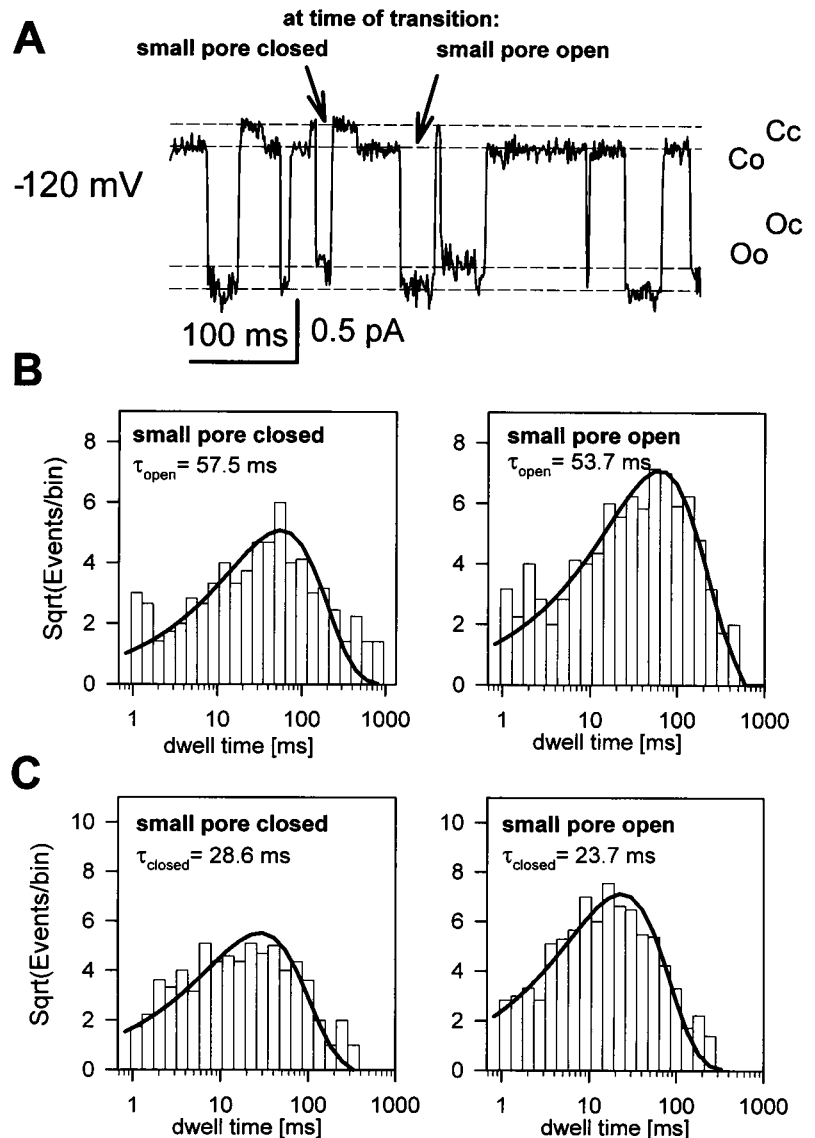 A
at time of transition:
small pore closed
small pore open
-120 mV
Cc
Co
Oc
Oo
100 ms
0.5 pA
B
Sqrt(Events/bin)
8
6
4
2
0
small pore closed
τopen= 57.5 ms
1 10 100 1000
dwell time [ms]
8
6
4
2
0
small pore open
τopen= 53.7 ms
1 10 100 1000
dwell time [ms]
C
Sqrt(Events/bin)
10
8
6
4
2
0
small pore closed
τclosed= 28.6 ms
1 10 100 1000
dwell time [ms]
10
8
6
4
2
0
small pore open
τclosed= 23.7 ms
1 10 100 1000
dwell time [ms]